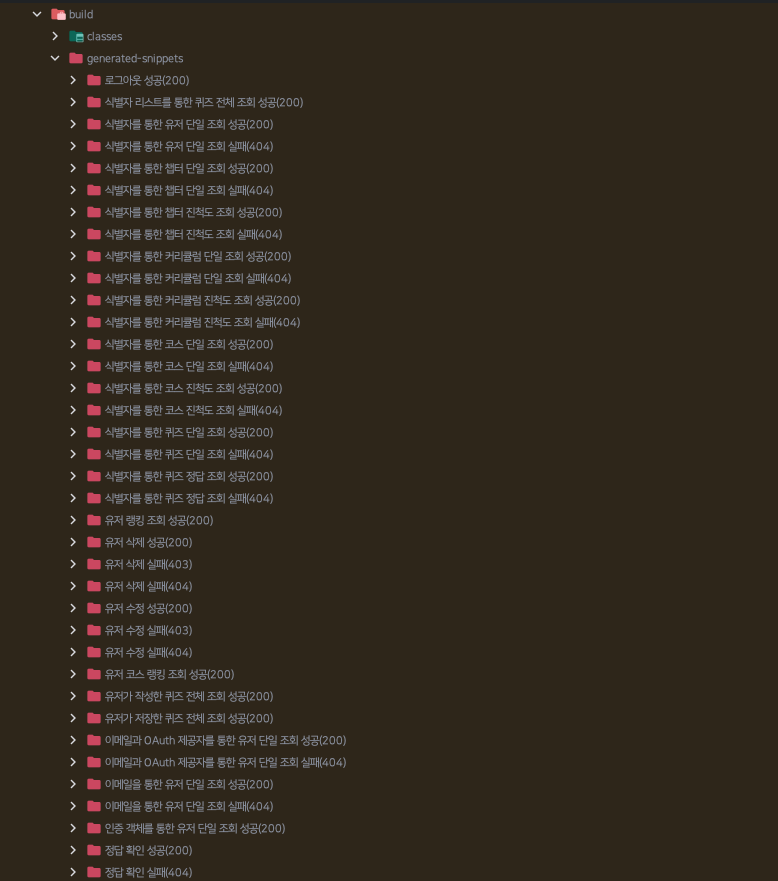 build
classes
generated-snippets
로그아웃 성공(200)
식별자 리스트를 통한 퀴즈 전체 조회 성공(200)
식별자를 통한 유저 단일 조회 성공(200)
식별자를 통한 유저 단일 조회 실패(404)
식별자를 통한 챕터 단일 조회 성공(200)
식별자를 통한 챕터 단일 조회 실패(404)
식별자를 통한 챕터 진척도 조회 성공(200)
식별자를 통한 챕터 진척도 조회 실패(404)
식별자를 통한 커리큘럼 단일 조회 성공(200)
식별자를 통한 커리큘럼 단일 조회 실패(404)
식별자를 통한 커리큘럼 진척도 조회 성공(200)
식별자를 통한 커리큘럼 진척도 조회 실패(404)
식별자를 통한 코스 단일 조회 성공(200)
식별자를 통한 코스 단일 조회 실패(404)
식별자를 통한 코스 진척도 조회 성공(200)
식별자를 통한 코스 진척도 조회 실패(404)
식별자를 통한 퀴즈 단일 조회 성공(200)
식별자를 통한 퀴즈 단일 조회 실패(404)
식별자를 통한 퀴즈 정답 조회 성공(200)
식별자를 통한 퀴즈 정답 조회 실패(404)
유저 랭킹 조회 성공(200)
유저 삭제 성공(200)
유저 삭제 실패(403)
유저 삭제 실패(404)
유저 수정 성공(200)
유저 수정 실패(403)
유저 수정 실패(404)
유저 코스 랭킹 조회 성공(200)
유저가 작성한 퀴즈 전체 조회 성공(200)
유저가 저장한 퀴즈 전체 조회 성공(200)
이메일과 OAuth 제공자를 통한 유저 단일 조회 성공(200)
이메일과 OAuth 제공자를 통한 유저 단일 조회 실패(404)
이메일을 통한 유저 단일 조회 성공(200)
이메일을 통한 유저 단일 조회 실패(404)
인증 객체를 통한 유저 단일 조회 성공(200)
정답 확인 성공(200)
정답 확인 실패(404)